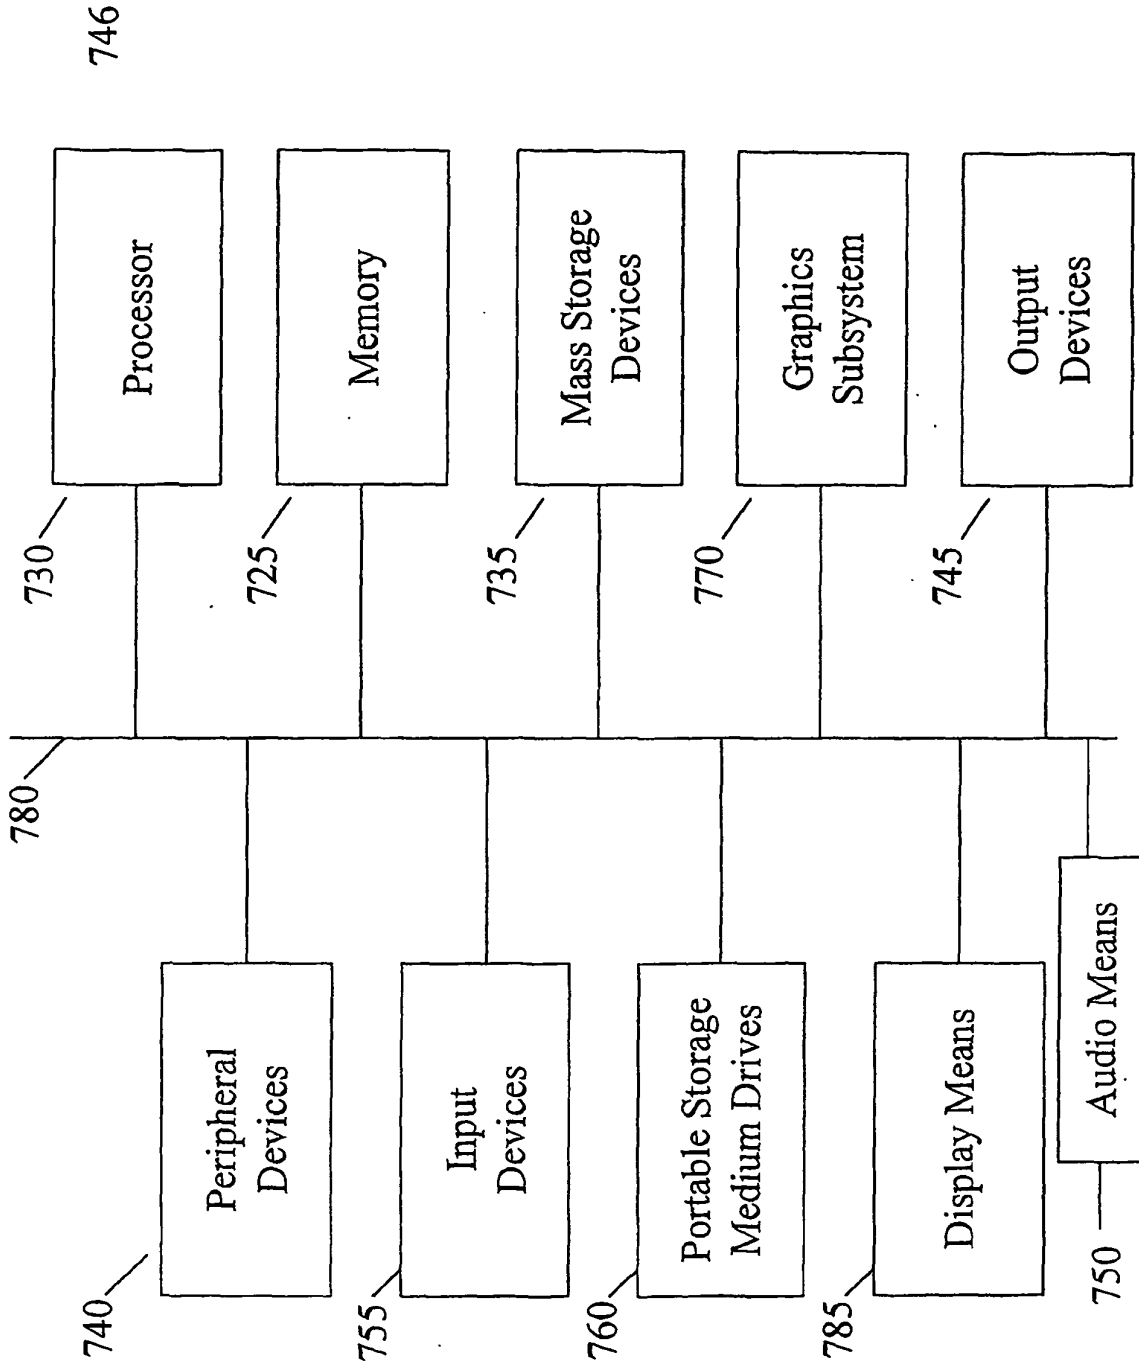 780
730
746
740
Processor
Peripheral
Devices
725
Memory
755
Input
Devices
735
Mass Storage
Devices
760
Portable Storage
Medium Drives
770
Graphics
Subsystem
785
Display Means
745
Output
Devices
750
Audio Means